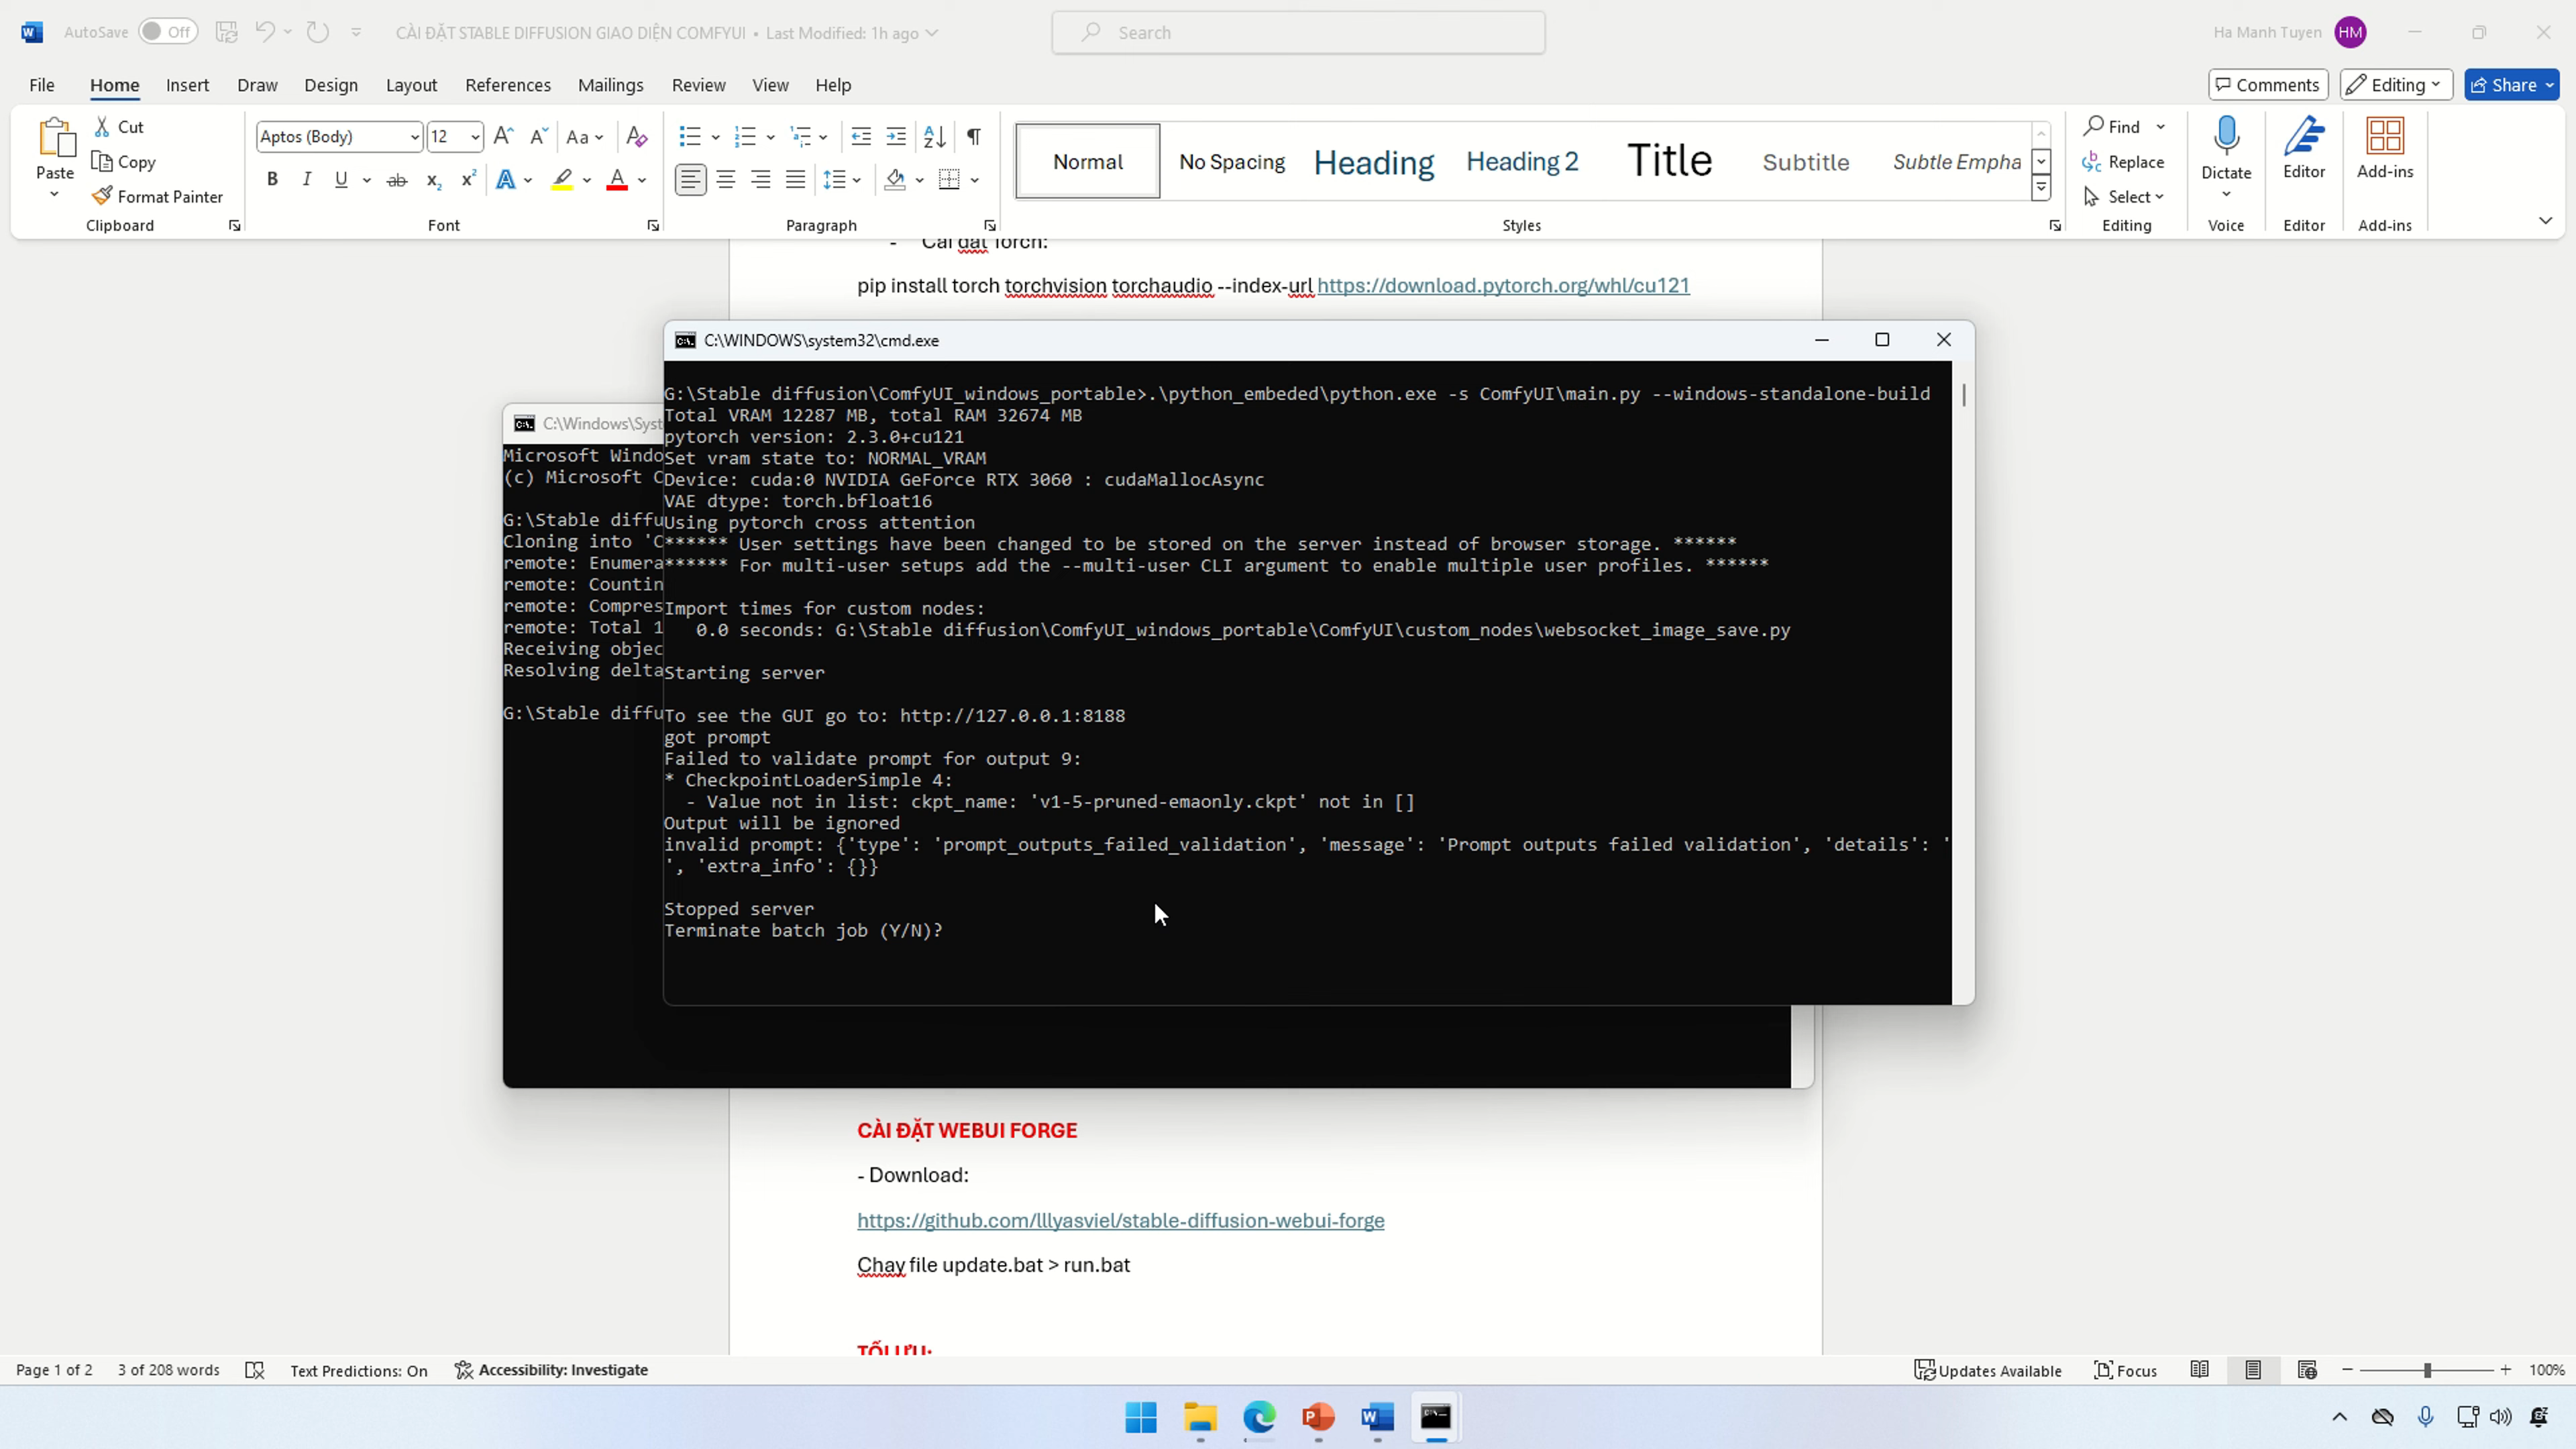 AutoSave Off CÀI ĐẶT STABLE DIFFUSION GIAO DIỆN COMFYUI • Last Modified: 1h ago Search Ha Manh Tuyen HM
File Home Insert Draw Design Layout References Mailings Review View Help Comments Editing Share
Paste
Cut
Copy
Format Painter
Clipboard
Aptos (Body) 12
Font
Paragraph
Normal No Spacing Heading Heading 2 Title Subtitle Subtle Empha
Styles
Find
Replace
Select
Editing
Dictate
Voice
Editor
Editor
Add-ins
Add-ins
pip install torch torchvision torchaudio --index-url https://download.pytorch.org/whl/cu121
C:\WINDOWS\system32\cmd.exe
G:\Stable diffusion\ComfyUI_windows_portable>.\python_embeded\python.exe -s ComfyUI\main.py --windows-standalone-build
Total VRAM 12287 MB, total RAM 32674 MB
pytorch version: 2.3.0+cu121
Set vram state to: NORMAL_VRAM
Device: cuda:0 NVIDIA GeForce RTX 3060 : cudaMallocAsync
VAE dtype: torch.bfloat16
Using pytorch cross attention
****** User settings have been changed to be stored on the server instead of browser storage. ******
****** For multi-user setups add the --multi-user CLI argument to enable multiple user profiles. ******
Import times for custom nodes:
0.0 seconds: G:\Stable diffusion\ComfyUI_windows_portable\ComfyUI\custom_nodes\websocket_image_save.py
Starting server
To see the GUI go to: http://127.0.0.1:8188
got prompt
Failed to validate prompt for output 9:
* CheckpointLoaderSimple 4:
- Value not in list: ckpt_name: 'v1-5-pruned-emaonly.ckpt' not in []
Output will be ignored
invalid prompt: {'type': 'prompt_outputs_failed_validation', 'message': 'Prompt outputs failed validation', 'details': '
', 'extra_info': {}}
Stopped server
Terminate batch job (Y/N)?
C:\Windows\Syst
Microsoft Windo
(c) Microsoft C
G:\Stable diffu
Cloning into 'C
remote: Enumera
remote: Countin
remote: Compres
remote: Total 1
Receiving objec
Resolving delta
G:\Stable diffu
CÀI ĐẶT WEBUI FORGE
- Download:
https://github.com/lllyasviel/stable-diffusion-webui-forge
Chay file update.bat > run.bat
TỐI ƯU:
Page 1 of 2 3 of 208 words Text Predictions: On Accessibility: Investigate Updates Available Focus 100%